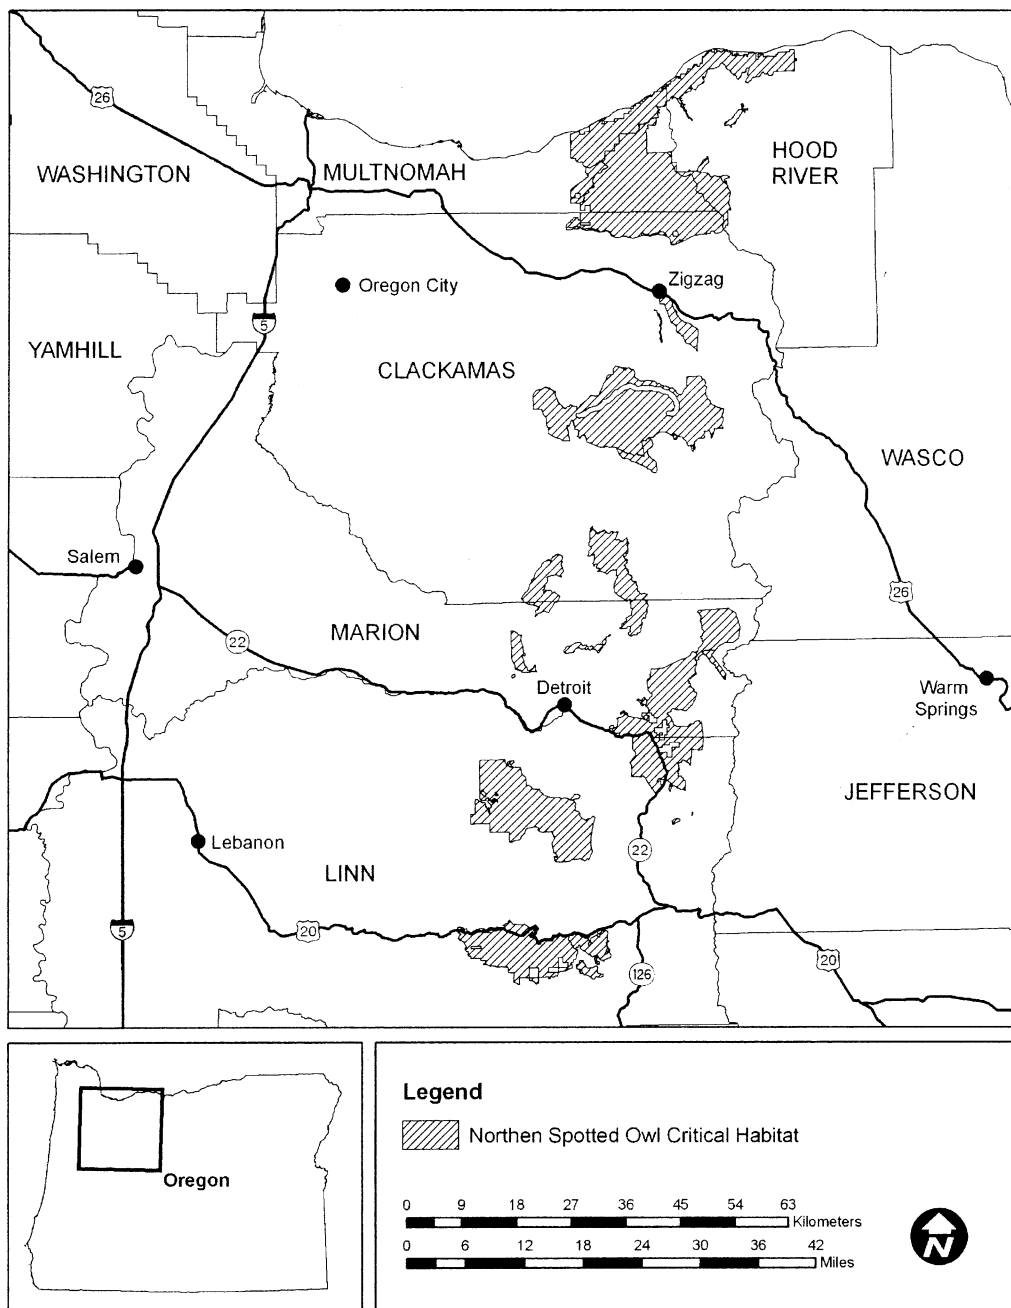 26
WASHINGTON
MULTNOMAH
HOOD
RIVER
Oregon City
Zigzag
5
YAMHILL
CLACKAMAS
WASCO
Salem
26
22
MARION
Detroit
Warm
Springs
JEFFERSON
Lebanon
22
LINN
5
20
126
20
Oregon
Legend
Northen Spotted Owl Critical Habitat
0 9 18 27 36 45 54 63
Kilometers
0 6 12 18 24 30 36 42
Miles
N